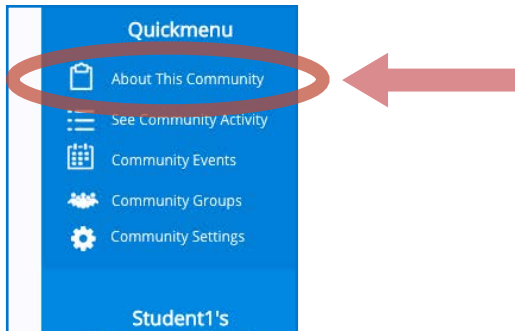 Quickmenu
About This Community
See Community Activity
Community Events
Community Groups
Community Settings
Student1's